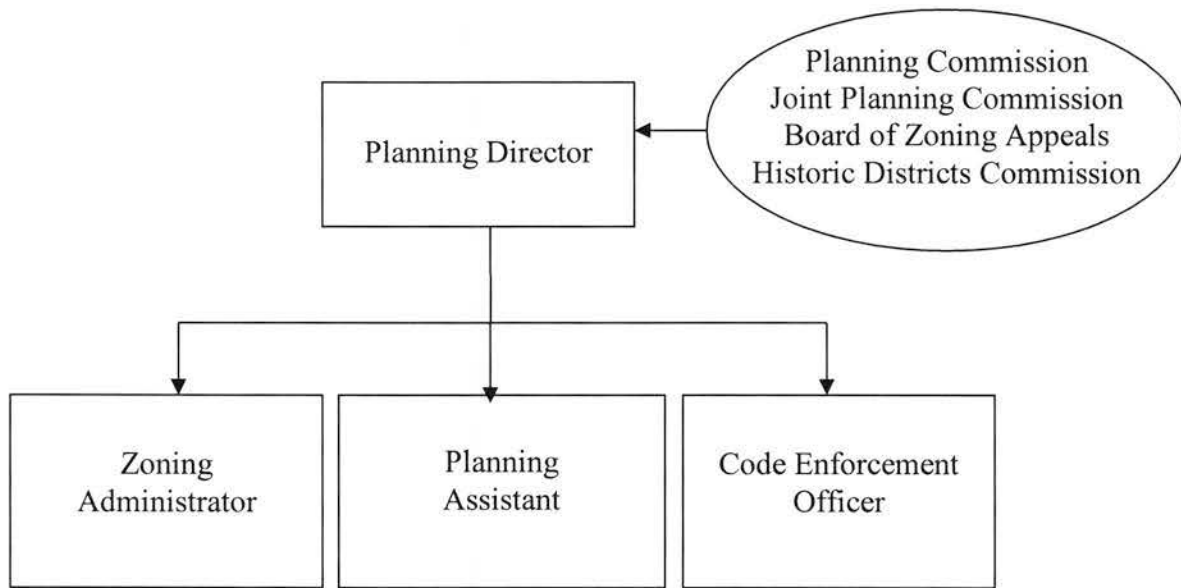 Planning Commission
Joint Planning Commission
Board of Zoning Appeals
Historic Districts Commission
Planning Director
Zoning
Administrator
Planning
Assistant
Code Enforcement
Officer